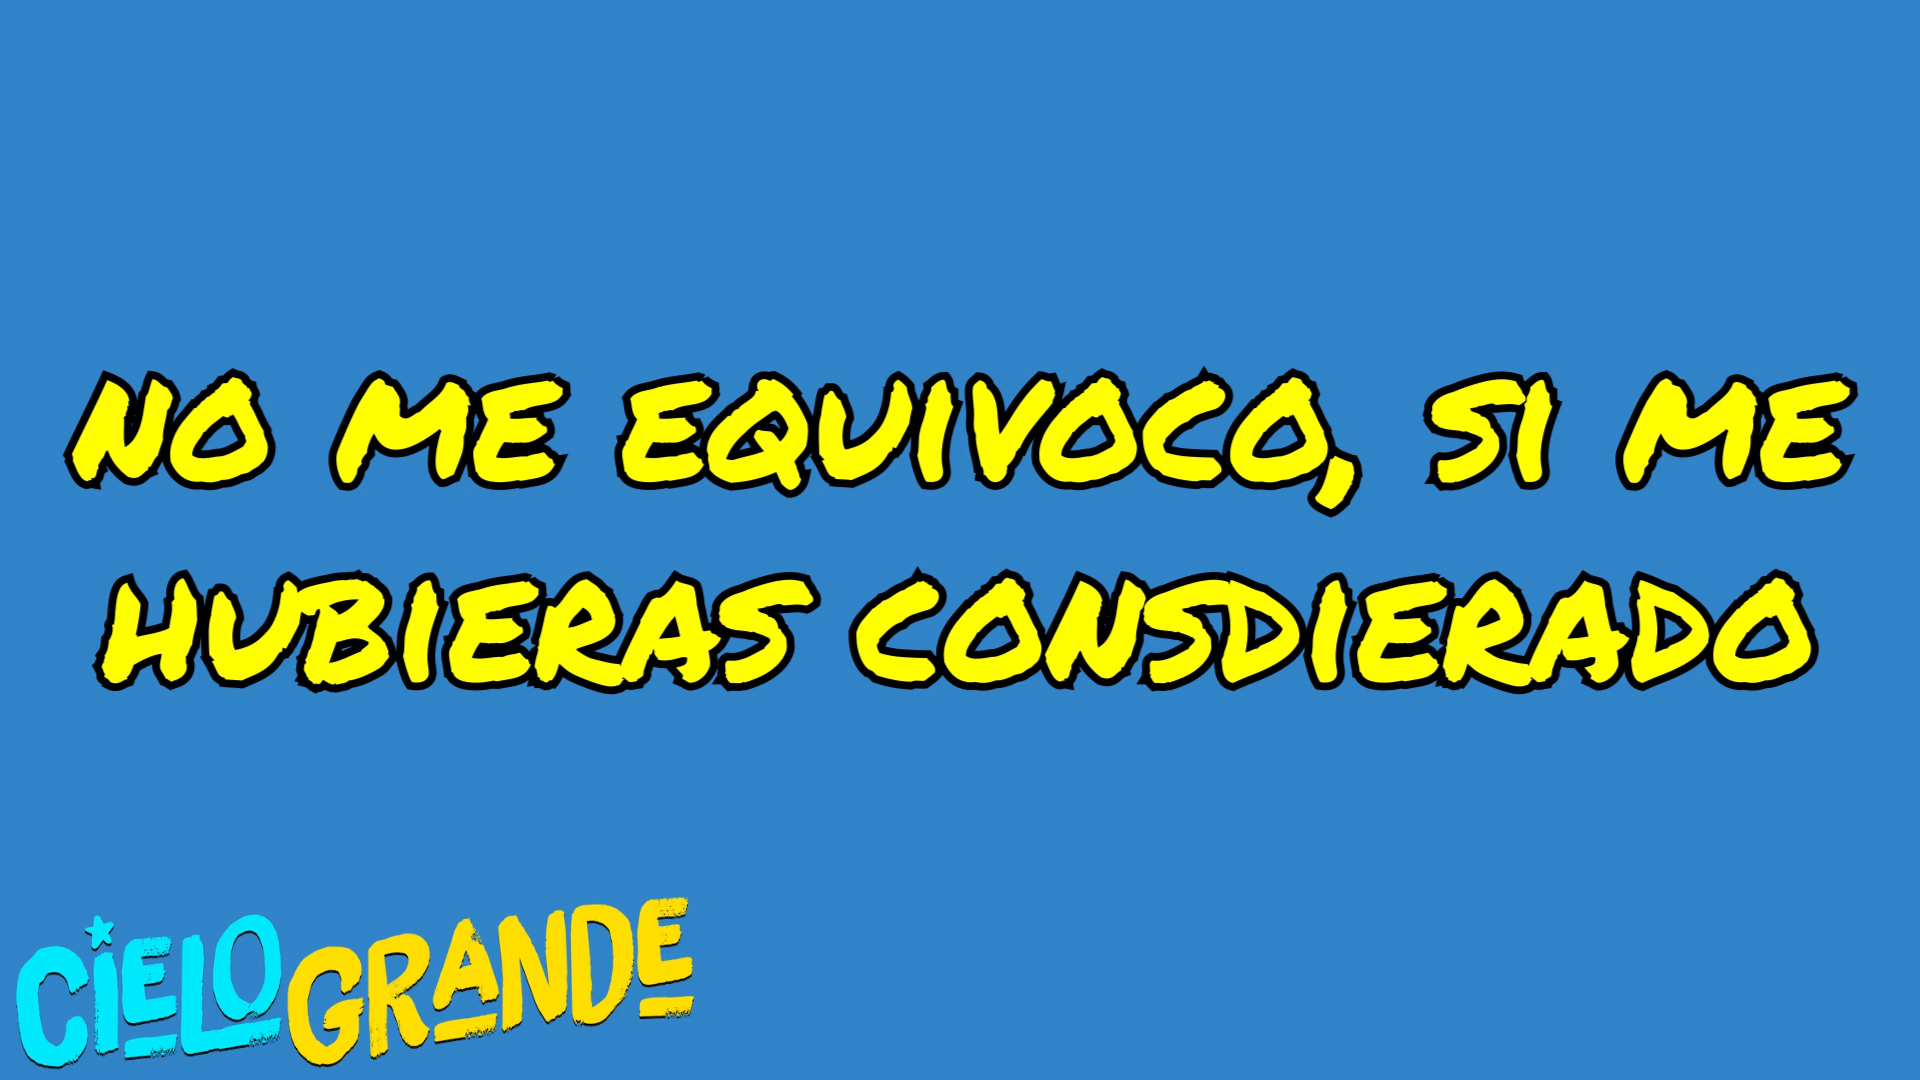 NO ME EQUIVOCO, SI ME
HUBIERAS CONSDIERADO
CIELO GRANDE